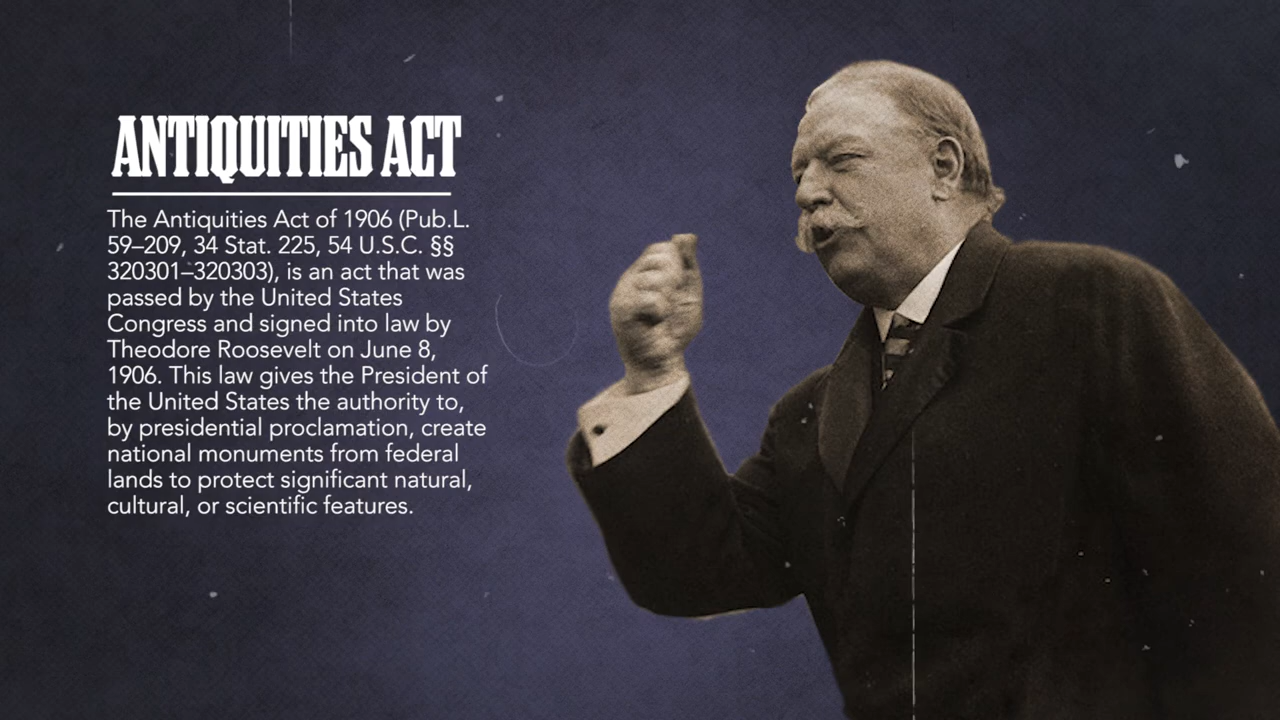 ANTIQUITIES ACT
The Antiquities Act of 1906 (Pub.L.
59–209, 34 Stat. 225, 54 U.S.C. §§
320301–320303), is an act that was
passed by the United States
Congress and signed into law by
Theodore Roosevelt on June 8,
1906. This law gives the President of
the United States the authority to,
by presidential proclamation, create
national monuments from federal
lands to protect significant natural,
cultural, or scientific features.